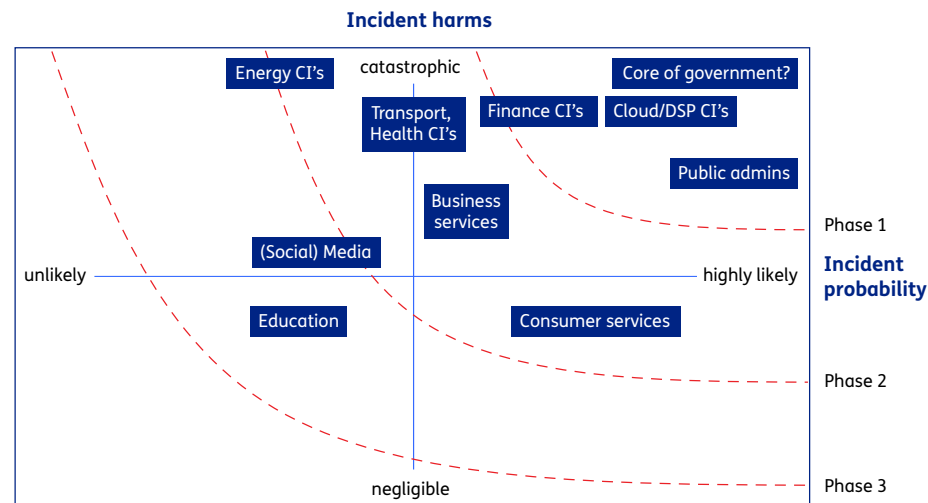 Incident harms
Energy CI's
catastrophic
Core of government?
Transport,
Health CI's
Finance CI's
Cloud/DSP CI's
Public admins
Business
services
Phase 1
(Social) Media
unlikely
highly likely
Incident
probability
Education
Consumer services
Phase 2
negligible
Phase 3